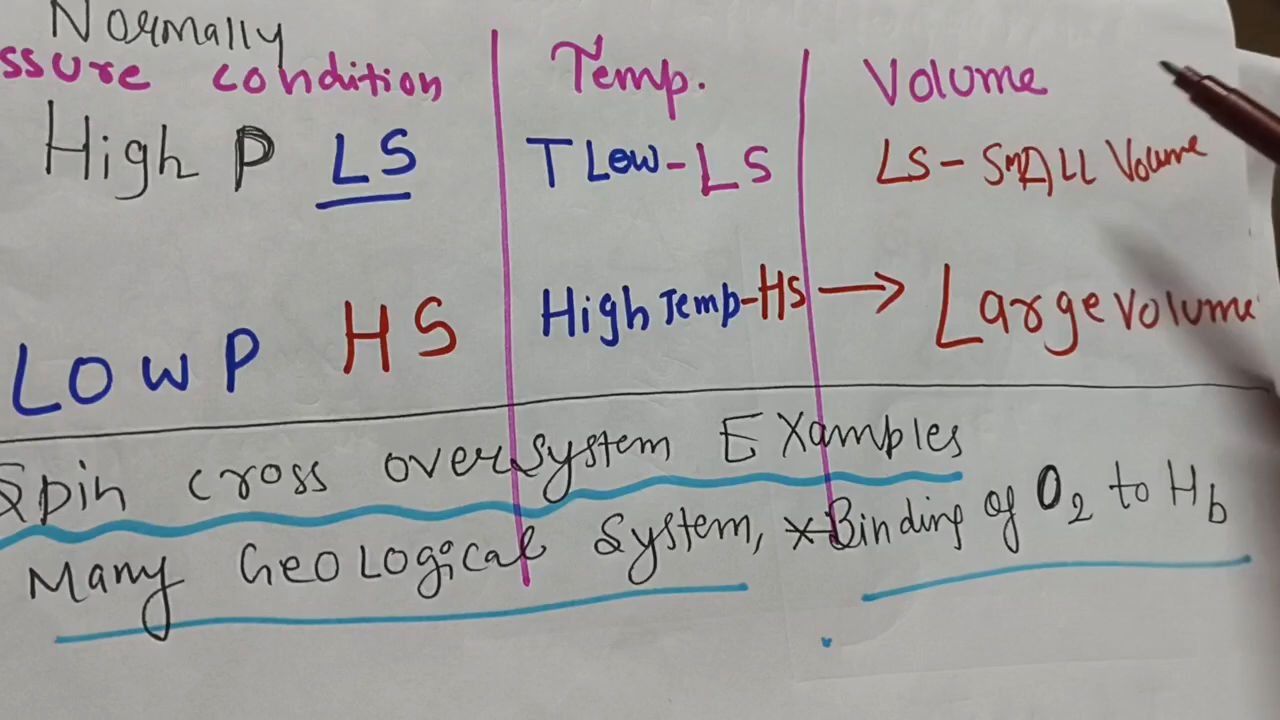 Normally
ssure condition
Temp.
Volume
High P LS
T Low-LS
LS - SMALL Volume
Low P HS
High Temp-HS → Large volume
Spin cross over system Examples
Many Geological system, *Binding of O2 to Hb